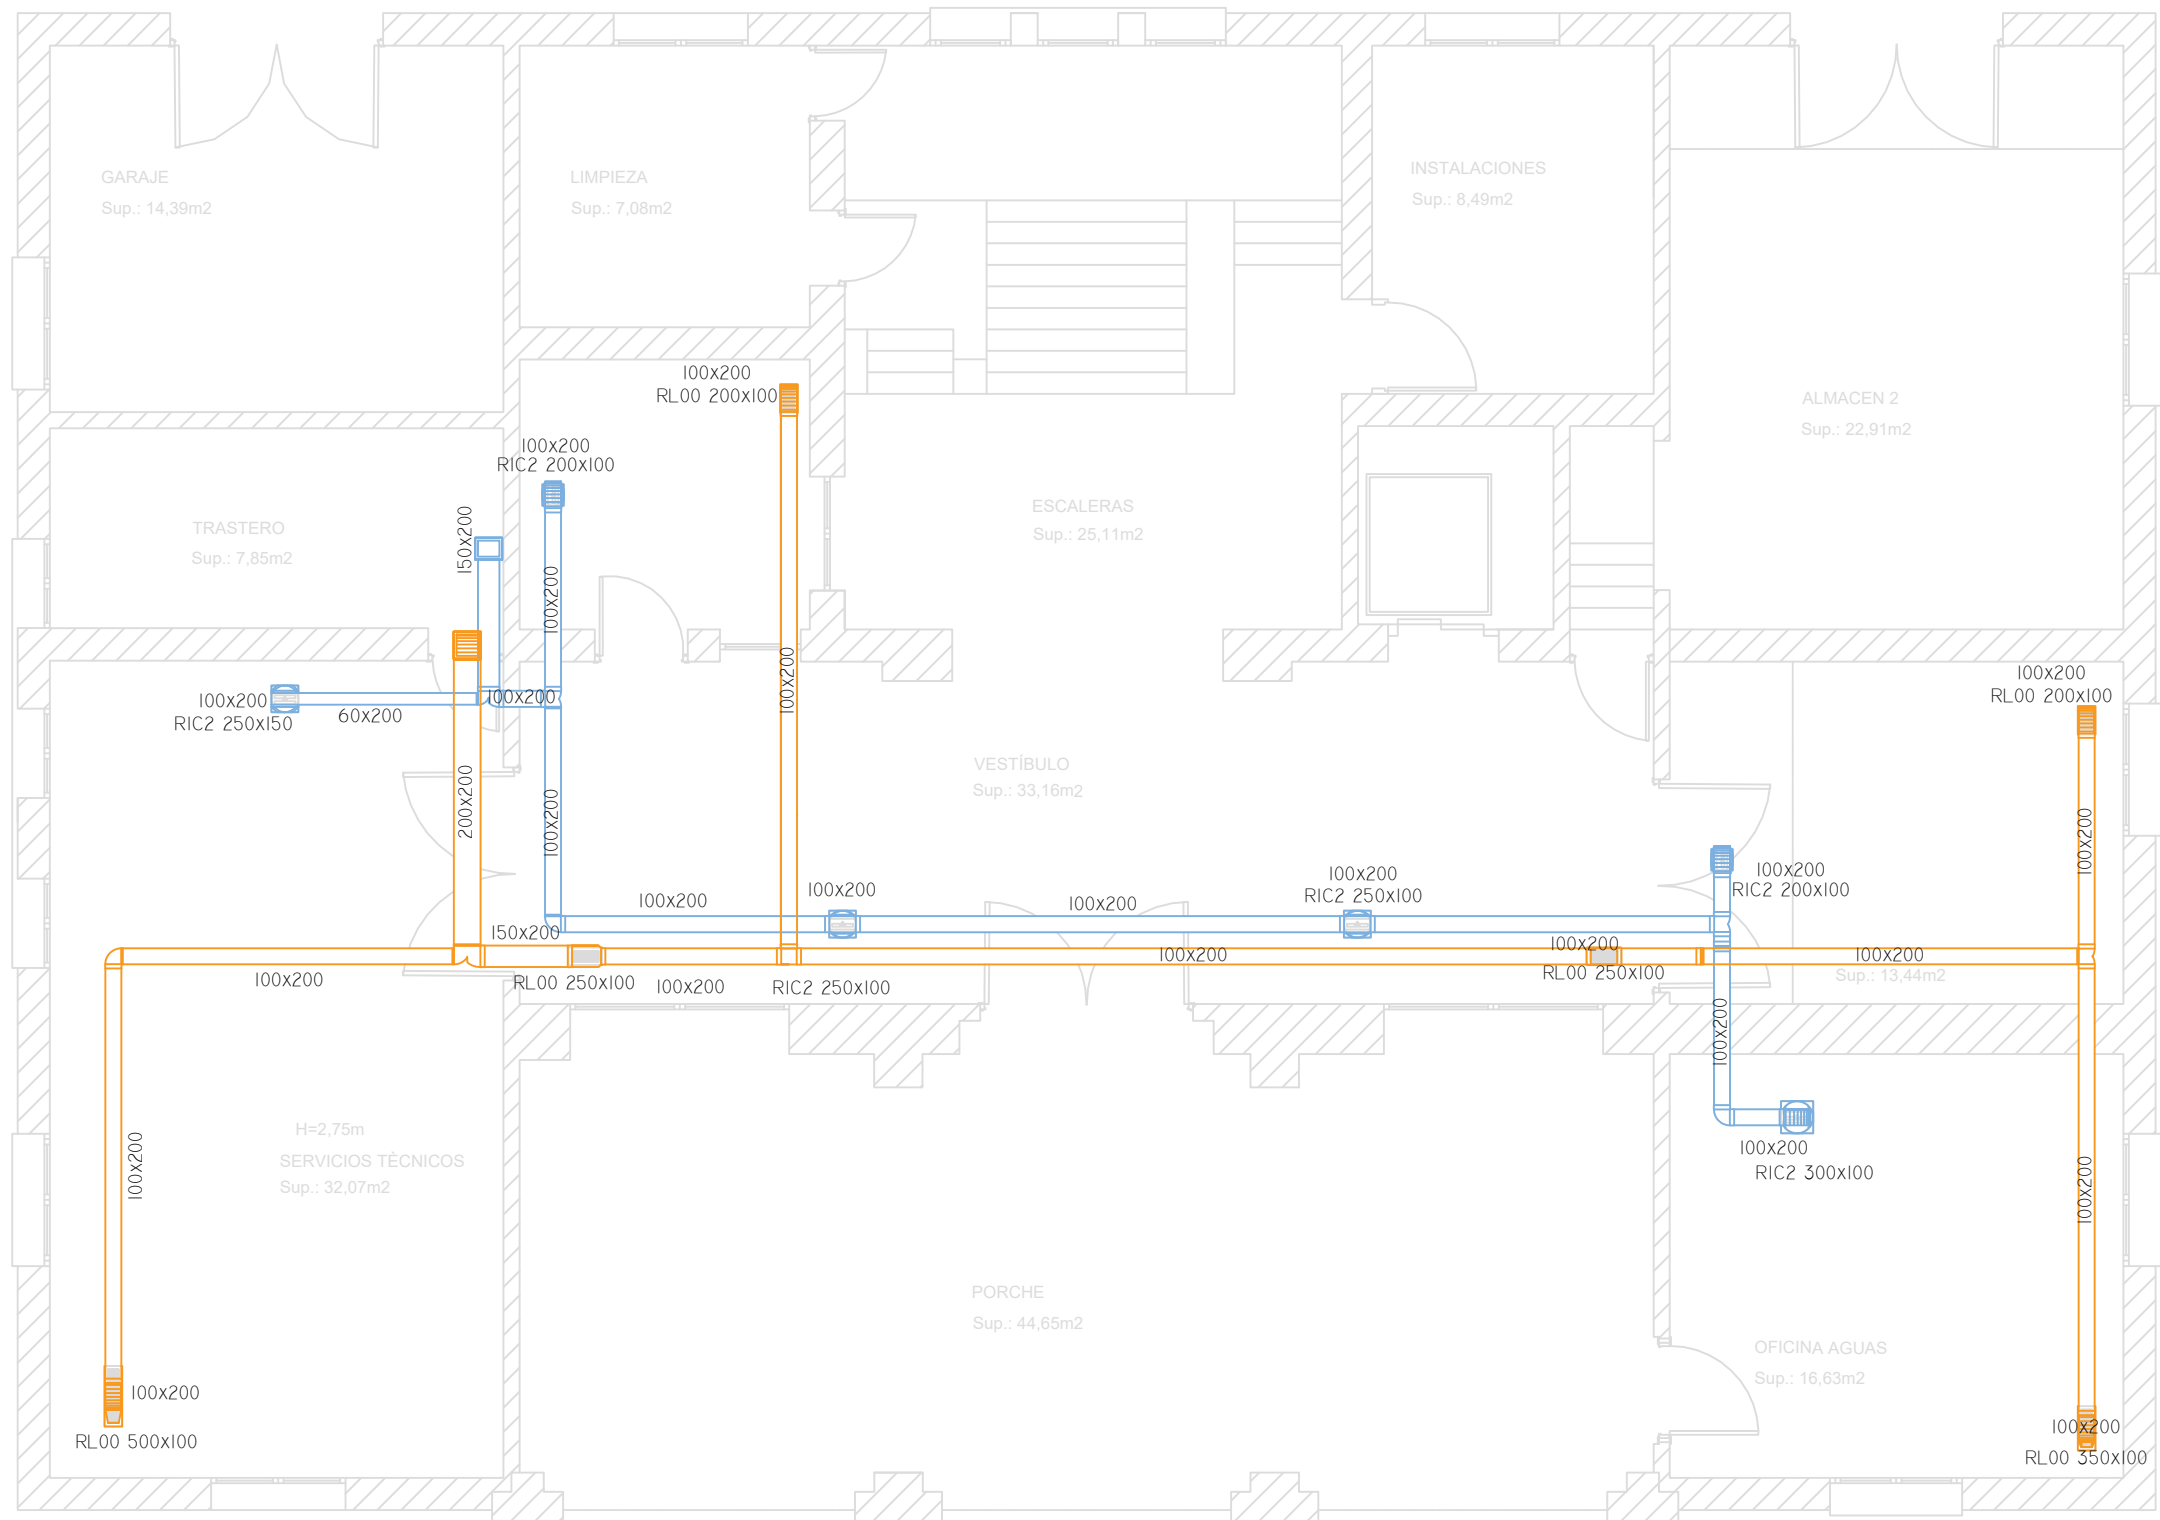 GARAJE
Sup.: 14,39m2
LIMPIEZA
Sup.: 7,08m2
INSTALACIONES
Sup.: 8,49m2
100x200
RL00 200x100
ALMACEN 2
Sup.: 22,91m2
100x200
RIC2 200x100
TRASTERO
Sup.: 7,85m2
150x200
ESCALERAS
Sup.: 25,11m2
100x200
100x200
RIC2 250x150
60x200
100x200
100x200
100x200
RL00 200x100
VESTÍBULO
Sup.: 33,16m2
200x200
100x200
100x200
100x200
100x200
100x200
100x200
RIC2 250x100
100x200
RIC2 200x100
150x200
100x200
RL00 250x100
100x200
RIC2 250x100
100x200
100x200
RL00 250x100
100x200
Sup.: 13,44m2
100x200
H=2,75m
SERVICIOS TÉCNICOS
Sup.: 32,07m2
100x200
100x200
RIC2 300x100
100x200
PORCHE
Sup.: 44,65m2
OFICINA AGUAS
Sup.: 16,63m2
100x200
RL00 500x100
100x200
RL00 350x100